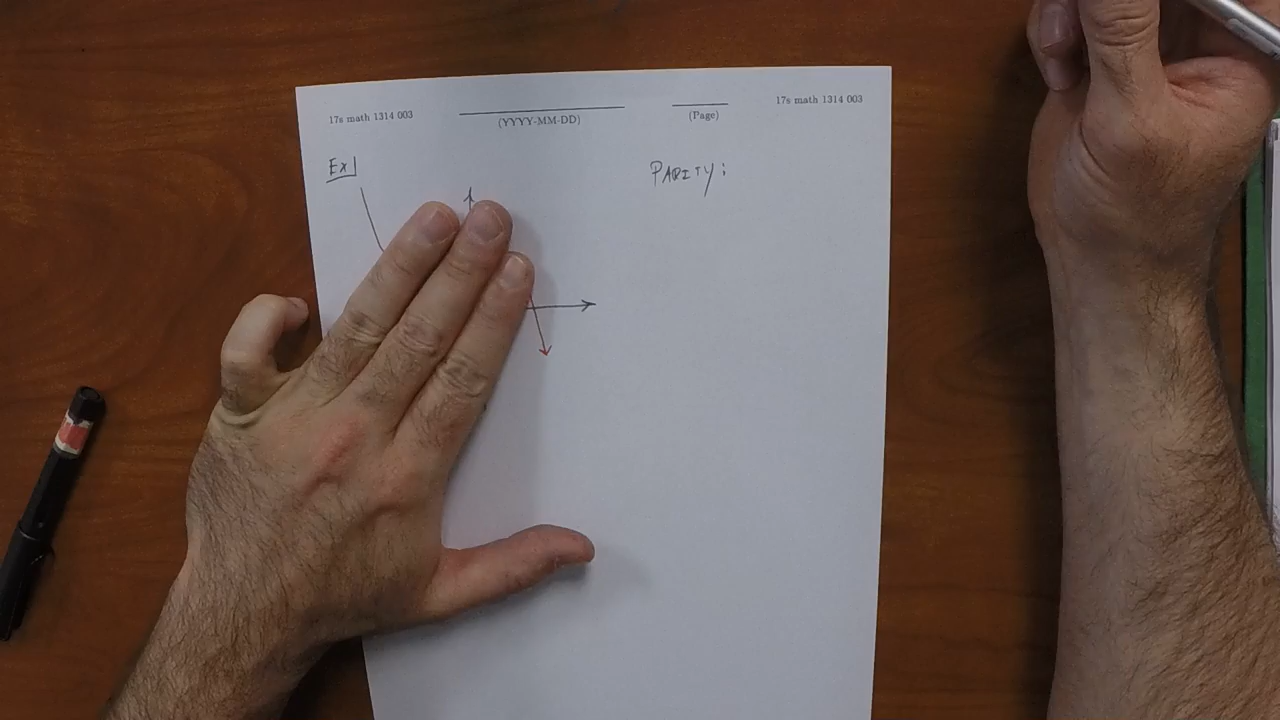 17s math 1314 003
(YYYY-MM-DD)
(Page)
17s math 1314 003
Ex1
PARITY: